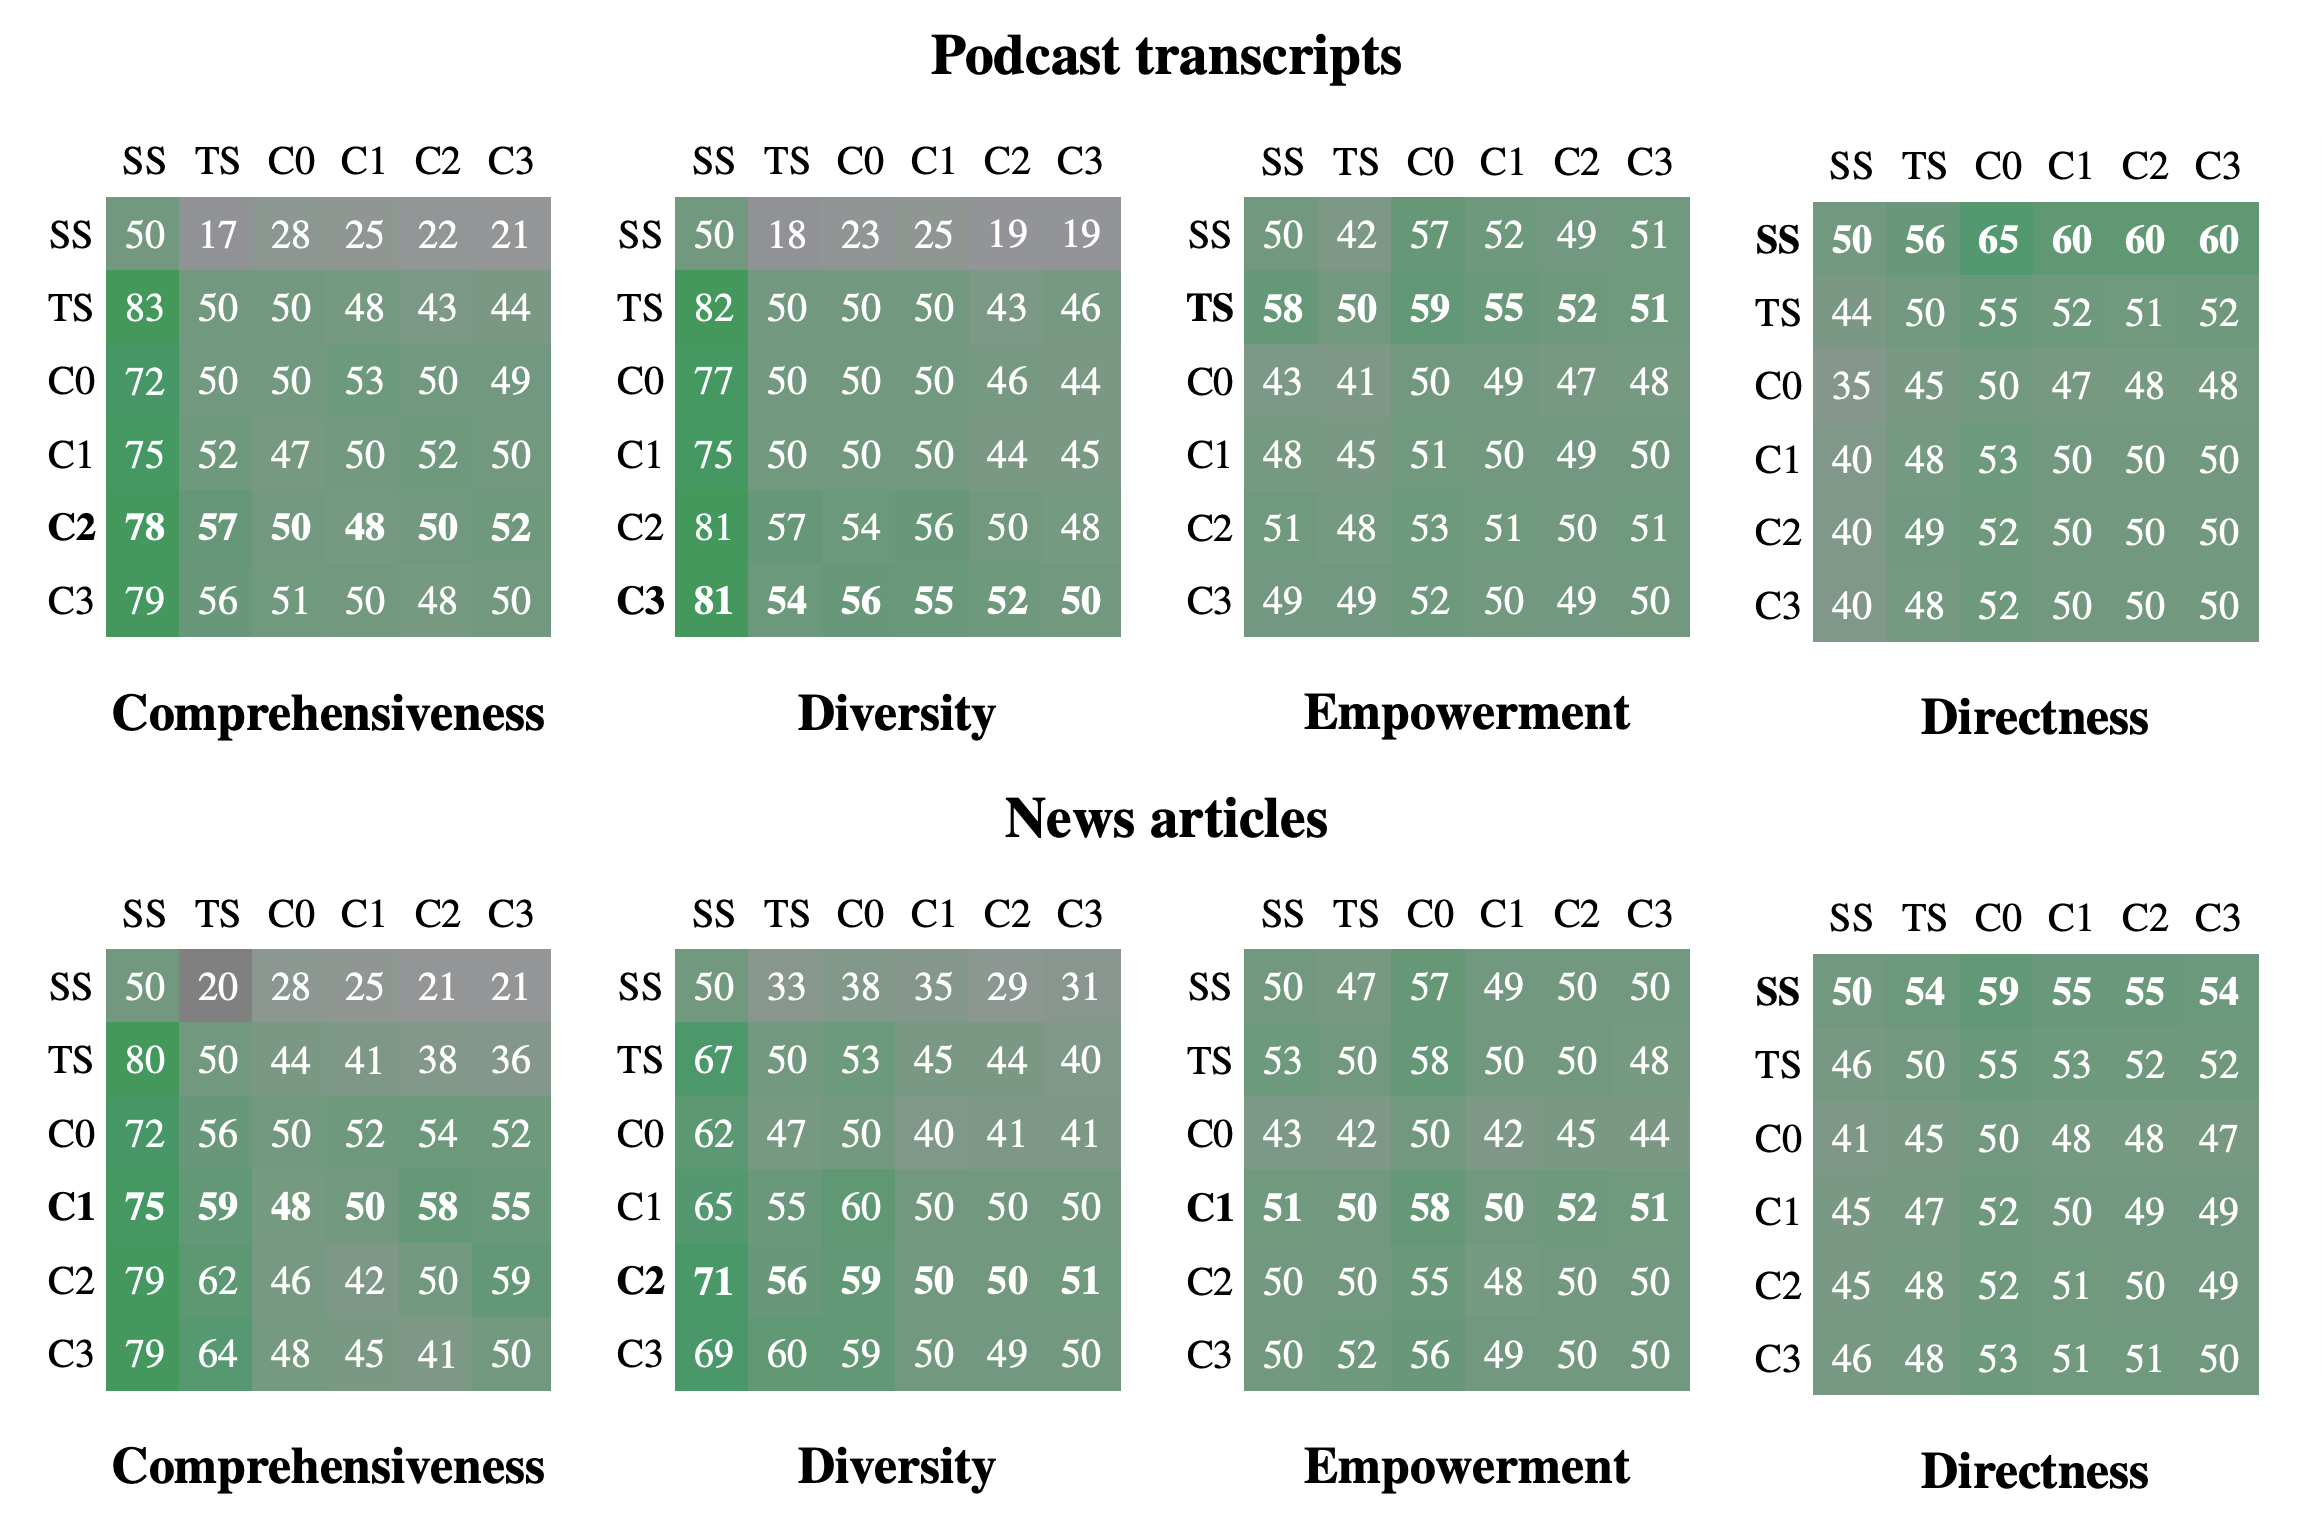 Podcast transcripts
SS TS C0 C1 C2 C3
SS 50 17 28 25 22 21
TS 83 50 50 48 43 44
C0 72 50 50 53 50 49
C1 75 52 47 50 52 50
C2 78 57 50 48 50 52
C3 79 56 51 50 48 50
Comprehensiveness
SS TS C0 C1 C2 C3
SS 50 18 23 25 19 19
TS 82 50 50 50 43 46
C0 77 50 50 50 46 44
C1 75 50 50 50 44 45
C2 81 57 54 56 50 48
C3 81 54 56 55 52 50
Diversity
SS TS C0 C1 C2 C3
SS 50 42 57 52 49 51
TS 58 50 59 55 52 51
C0 43 41 50 49 47 48
C1 48 45 51 50 49 50
C2 51 48 53 51 50 51
C3 49 49 52 50 49 50
Empowerment
SS TS C0 C1 C2 C3
SS 50 56 65 60 60 60
TS 44 50 55 52 51 52
C0 35 45 50 47 48 48
C1 40 48 53 50 50 50
C2 40 49 52 50 50 50
C3 40 48 52 50 50 50
Directness
News articles
SS TS C0 C1 C2 C3
SS 50 20 28 25 21 21
TS 80 50 44 41 38 36
C0 72 56 50 52 54 52
C1 75 59 48 50 58 55
C2 79 62 46 42 50 59
C3 79 64 48 45 41 50
Comprehensiveness
SS TS C0 C1 C2 C3
SS 50 33 38 35 29 31
TS 67 50 53 45 44 40
C0 62 47 50 40 41 41
C1 65 55 60 50 50 50
C2 71 56 59 50 50 51
C3 69 60 59 50 49 50
Diversity
SS TS C0 C1 C2 C3
SS 50 47 57 49 50 50
TS 53 50 58 50 50 48
C0 43 42 50 42 45 44
C1 51 50 58 50 52 51
C2 50 50 55 48 50 50
C3 50 52 56 49 50 50
Empowerment
SS TS C0 C1 C2 C3
SS 50 54 59 55 55 54
TS 46 50 55 53 52 52
C0 41 45 50 48 48 47
C1 45 47 52 50 49 49
C2 45 48 52 51 50 49
C3 46 48 53 51 51 50
Directness